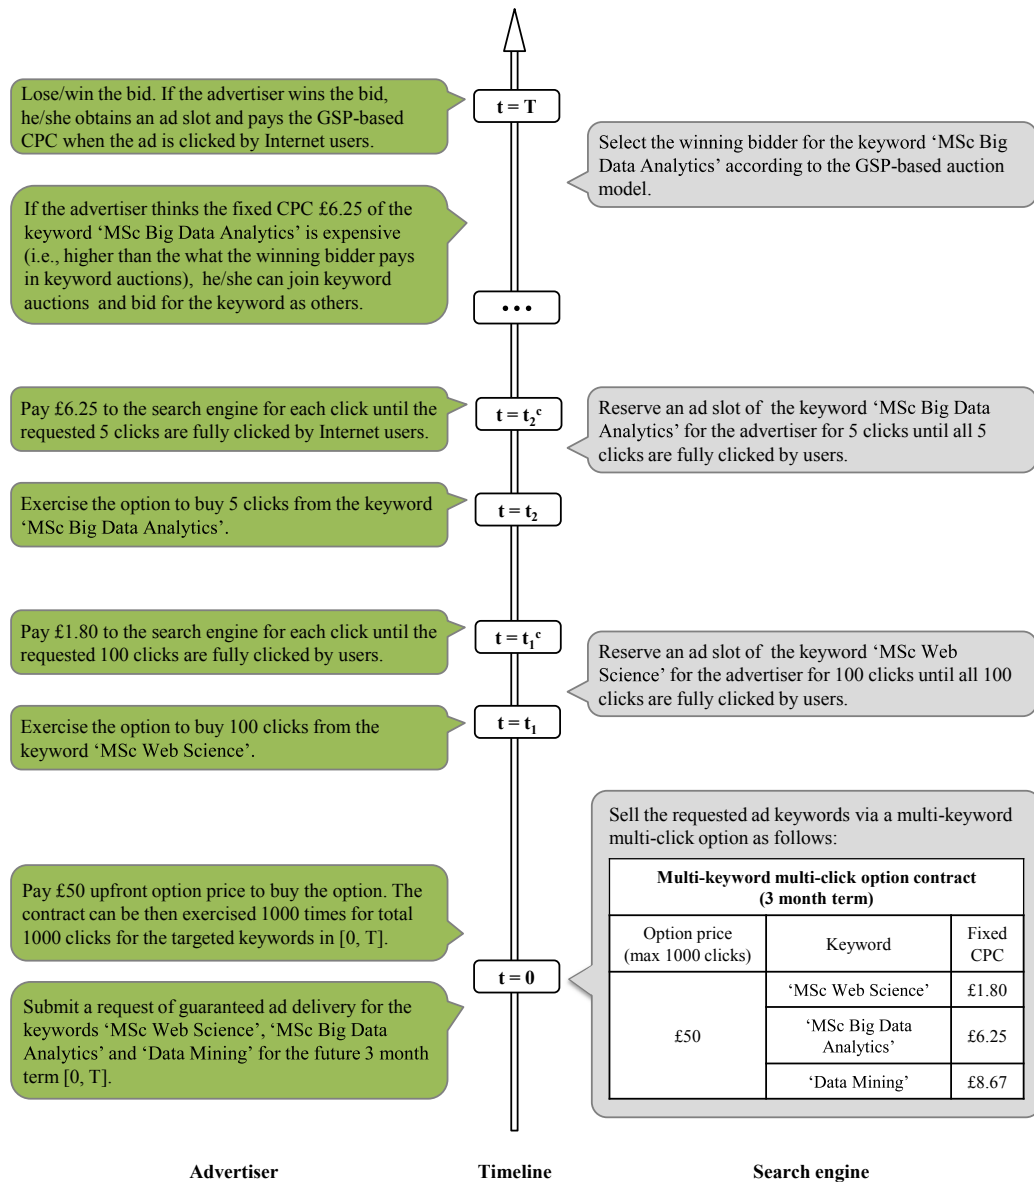 t = T
Lose/win the bid. If the advertiser wins the bid,
he/she obtains an ad slot and pays the GSP-based
CPC when the ad is clicked by Internet users.
Select the winning bidder for the keyword ‘MSc Big
Data Analytics’ according to the GSP-based auction
model.
If the advertiser thinks the fixed CPC £6.25 of the
keyword ‘MSc Big Data Analytics’ is expensive
(i.e., higher than the what the winning bidder pays
in keyword auctions), he/she can join keyword
auctions and bid for the keyword as others.
...
Pay £6.25 to the search engine for each click until the
requested 5 clicks are fully clicked by Internet users.
t = t₂ᶜ
Reserve an ad slot of the keyword ‘MSc Big Data
Analytics’ for the advertiser for 5 clicks until all 5
clicks are fully clicked by users.
Exercise the option to buy 5 clicks from the keyword
‘MSc Big Data Analytics’.
t = t₂
Pay £1.80 to the search engine for each click until the
requested 100 clicks are fully clicked by users.
t = t₁ᶜ
Reserve an ad slot of the keyword ‘MSc Web
Science’ for the advertiser for 100 clicks until all 100
clicks are fully clicked by users.
Exercise the option to buy 100 clicks from the
keyword ‘MSc Web Science’.
t = t₁
Sell the requested ad keywords via a multi-keyword
multi-click option as follows:
Multi-keyword multi-click option contract
(3 month term)
Option price
(max 1000 clicks)
Keyword
Fixed
CPC
£50
‘MSc Web Science’
£1.80
‘MSc Big Data
Analytics’
£6.25
‘Data Mining’
£8.67
Pay £50 upfront option price to buy the option. The
contract can be then exercised 1000 times for total
1000 clicks for the targeted keywords in [0, T].
t = 0
Submit a request of guaranteed ad delivery for the
keywords ‘MSc Web Science’, ‘MSc Big Data
Analytics’ and ‘Data Mining’ for the future 3 month
term [0, T].
Advertiser
Timeline
Search engine